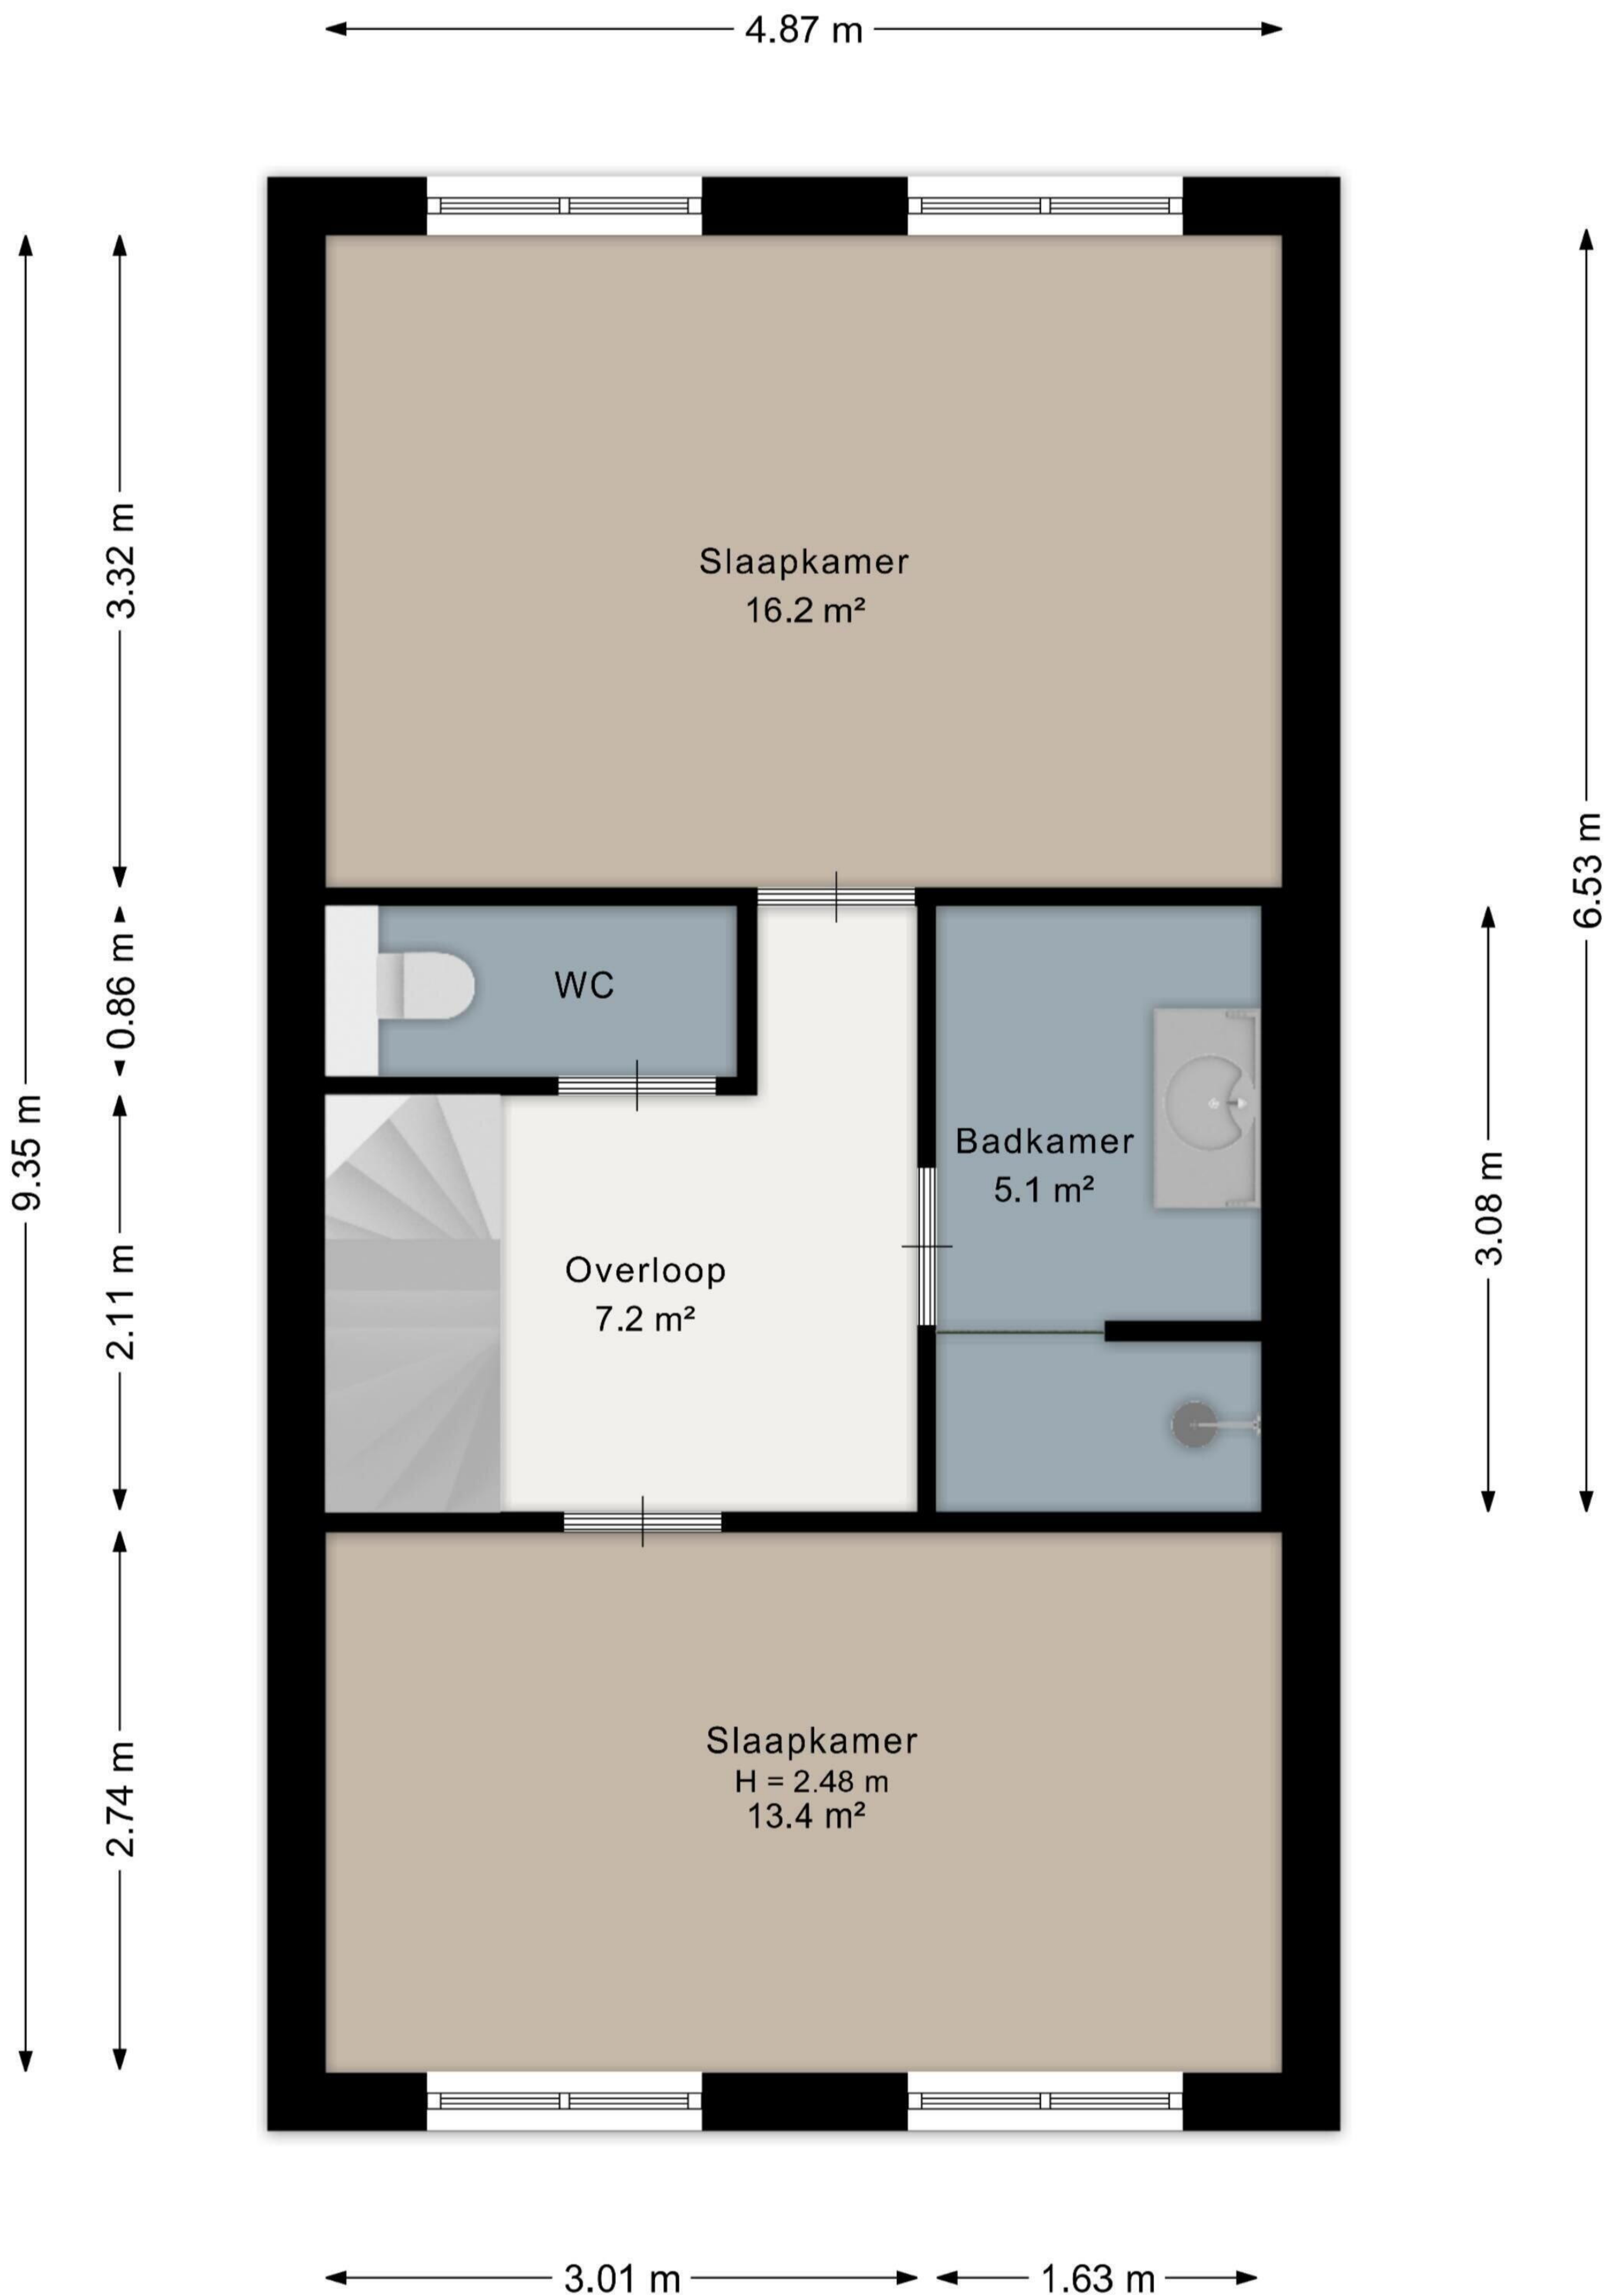 4.87 m
3.32 m
6.53 m
Slaapkamer
16.2 m²
0.86 m
WC
9.35 m
2.11 m
Badkamer
5.1 m²
3.08 m
Overloop
7.2 m²
2.74 m
Slaapkamer
H = 2.48 m
13.4 m²
3.01 m
1.63 m